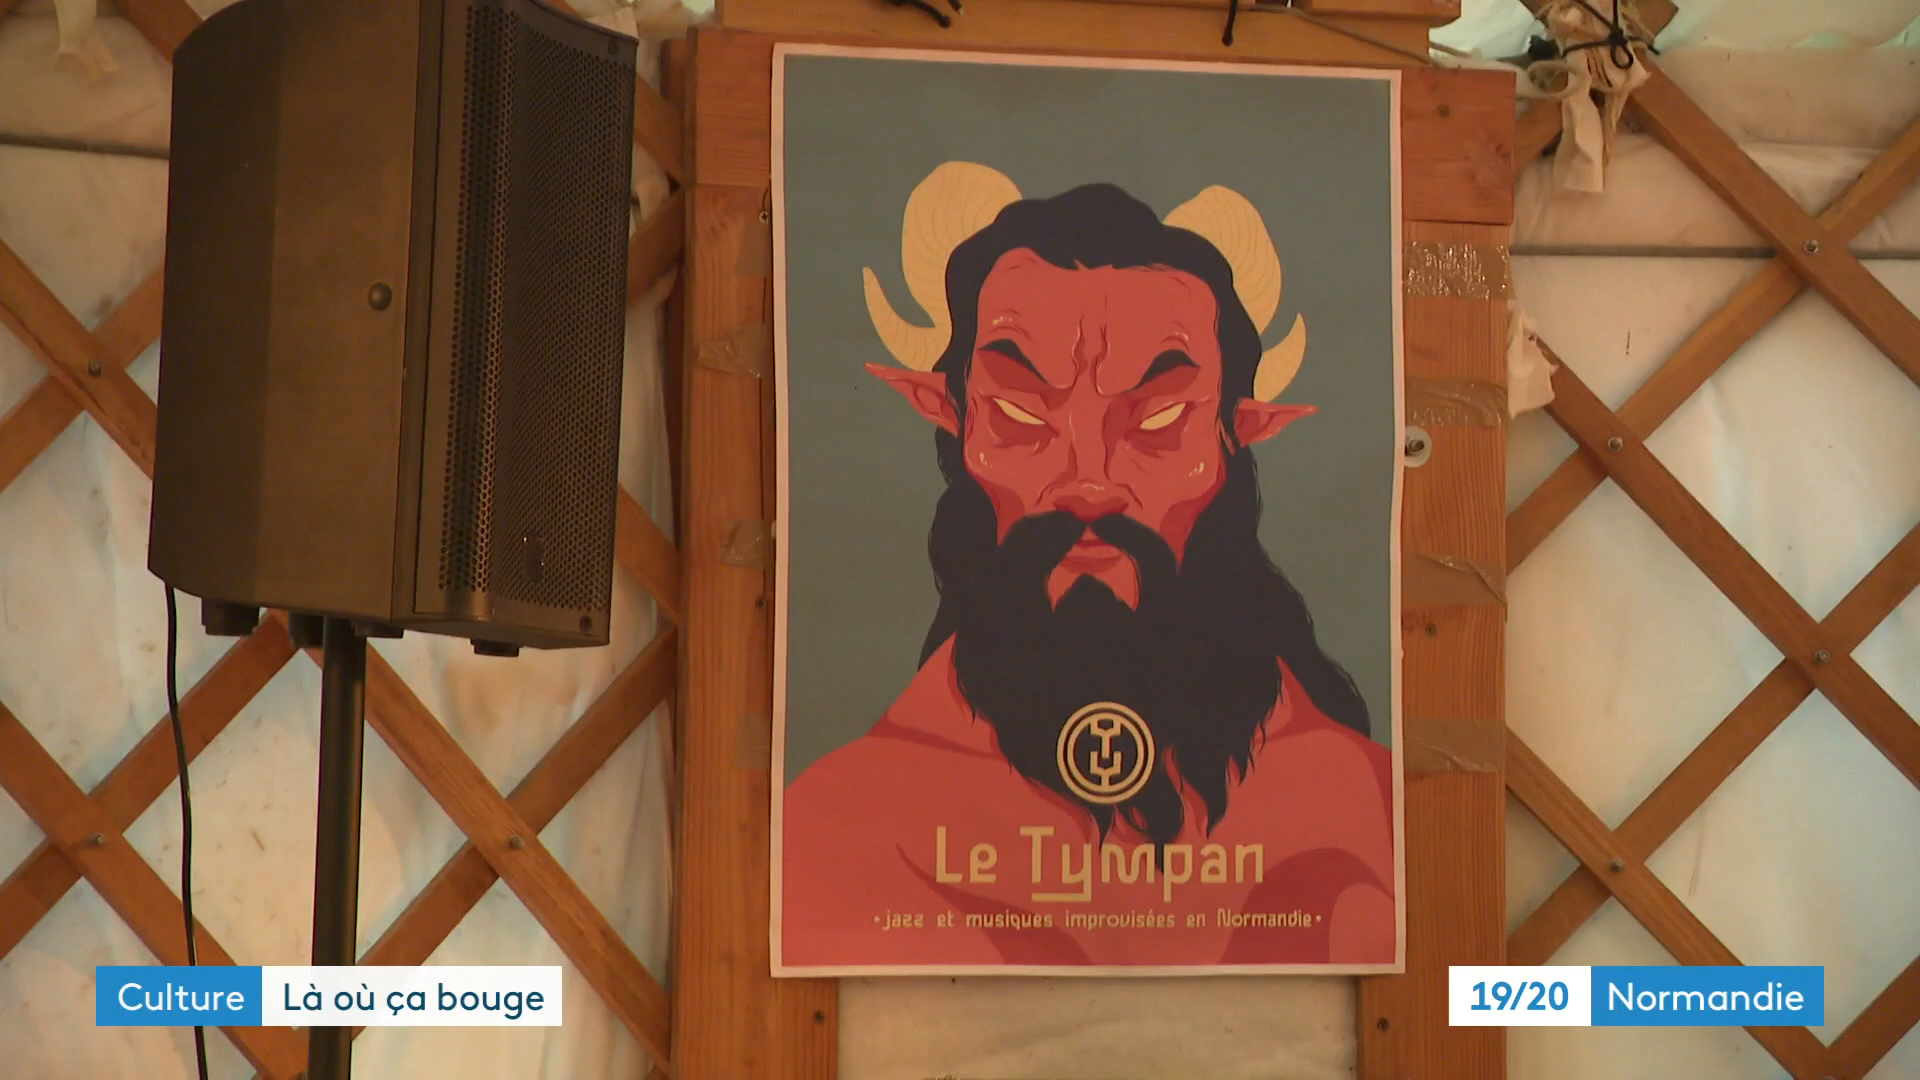 Le Tympan
•jazz et musiques improvisées en Normandie•
Culture Là où ça bouge
19/20 Normandie